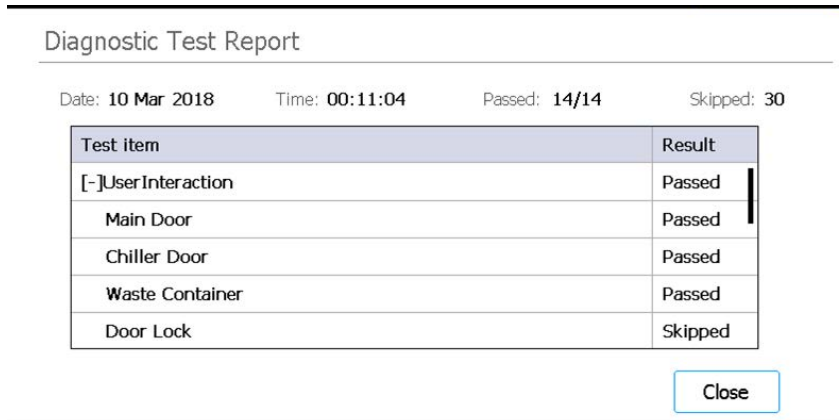 Diagnostic Test Report
Date: 10 Mar 2018 Time: 00:11:04 Passed: 14/14 Skipped: 30
Test item Result
[-]UserInteraction Passed
Main Door Passed
Chiller Door Passed
Waste Container Passed
Door Lock Skipped
Close